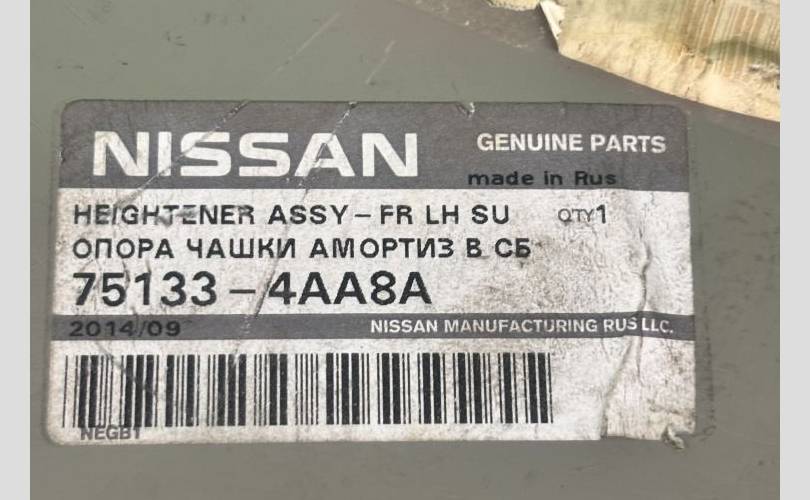 NISSAN
GENUINE PARTS
made in Rus
HEIGHTENER ASSY – FR LH SU QTY1
ОПОРА ЧАШКИ АМОРТИЗ В СБ
75133 – 4AA8A
2014/09 NISSAN MANUFACTURING RUS LLC.
NEGB1